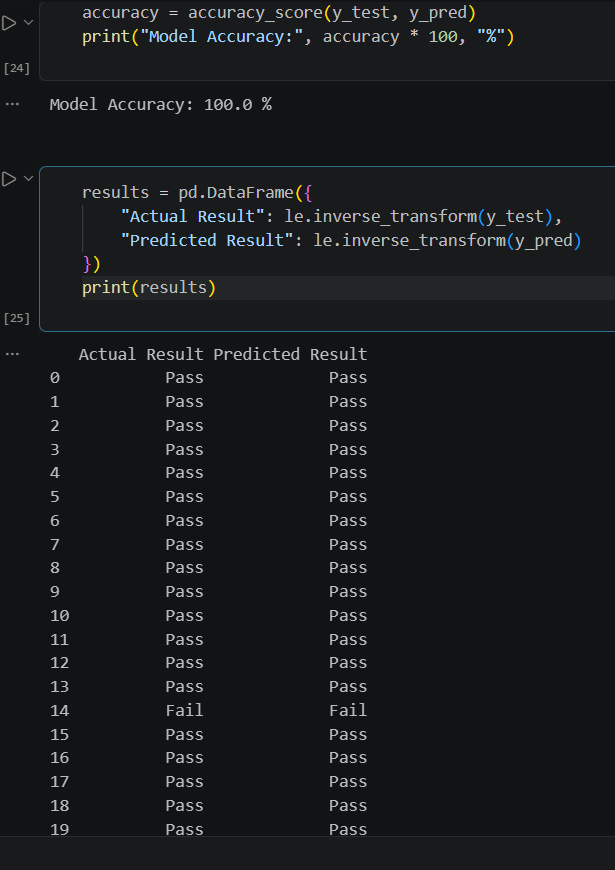 accuracy = accuracy_score(y_test, y_pred)
print("Model Accuracy:", accuracy * 100, "%")
[24]
... Model Accuracy: 100.0 %
results = pd.DataFrame({
    "Actual Result": le.inverse_transform(y_test),
    "Predicted Result": le.inverse_transform(y_pred)
})
print(results)
[25]
... Actual Result Predicted Result
0 Pass Pass
1 Pass Pass
2 Pass Pass
3 Pass Pass
4 Pass Pass
5 Pass Pass
6 Pass Pass
7 Pass Pass
8 Pass Pass
9 Pass Pass
10 Pass Pass
11 Pass Pass
12 Pass Pass
13 Pass Pass
14 Fail Fail
15 Pass Pass
16 Pass Pass
17 Pass Pass
18 Pass Pass
19 Pass Pass